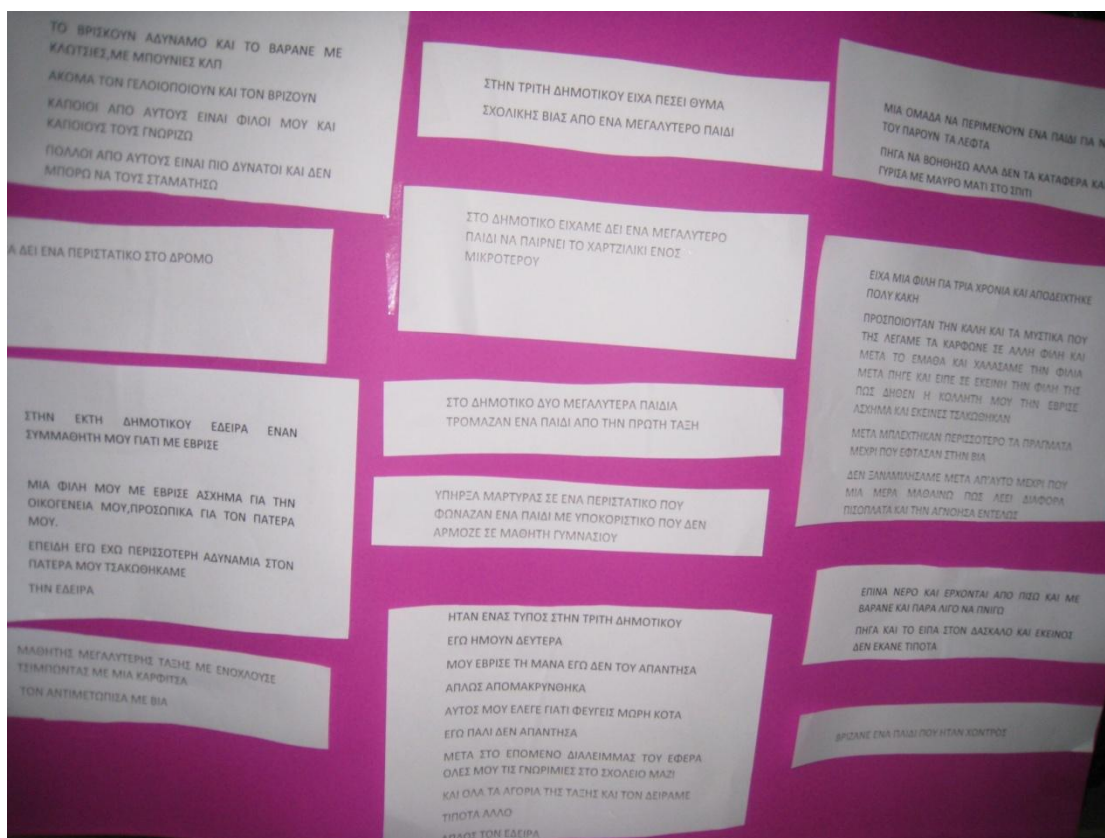 ΤΟ ΒΡΙΣΚΟΥΝ ΑΔΥΝΑΜΟ ΚΑΙ ΤΟ ΒΑΡΑΝΕ ΜΕ
ΚΛΩΤΣΙΕΣ,ΜΕ ΜΠΟΥΝΙΕΣ ΚΛΠ
ΑΚΟΜΑ ΤΟΝ ΓΕΛΟΙΟΠΟΙΟΥΝ ΚΑΙ ΤΟΝ ΒΡΙΖΟΥΝ
ΚΑΠΟΙΟΙ ΑΠΟ ΑΥΤΟΥΣ ΕΙΝΑΙ ΦΙΛΟΙ ΜΟΥ ΚΑΙ
ΚΑΠΟΙΟΥΣ ΤΟΥΣ ΓΝΩΡΙΖΩ
ΠΟΛΛΟΙ ΑΠΟ ΑΥΤΟΥΣ ΕΙΝΑΙ ΠΙΟ ΔΥΝΑΤΟΙ ΚΑΙ ΔΕΝ
ΜΠΟΡΩ ΝΑ ΤΟΥΣ ΣΤΑΜΑΤΗΣΩ
Α ΔΕΙ ΕΝΑ ΠΕΡΙΣΤΑΤΙΚΟ ΣΤΟ ΔΡΟΜΟ
ΣΤΗΝ ΕΚΤΗ ΔΗΜΟΤΙΚΟΥ ΕΔΕΙΡΑ ΕΝΑΝ
ΣΥΜΜΑΘΗΤΗ ΜΟΥ ΓΙΑΤΙ ΜΕ ΕΒΡΙΣΕ
ΜΙΑ ΦΙΛΗ ΜΟΥ ΜΕ ΕΒΡΙΣΕ ΑΣΧΗΜΑ ΓΙΑ ΤΗΝ
ΟΙΚΟΓΕΝΕΙΑ ΜΟΥ,ΠΡΟΣΩΠΙΚΑ ΓΙΑ ΤΟΝ ΠΑΤΕΡΑ
ΜΟΥ.
ΕΠΕΙΔΗ ΕΓΩ ΕΧΩ ΠΕΡΙΣΣΟΤΕΡΗ ΑΔΥΝΑΜΙΑ ΣΤΟΝ
ΠΑΤΕΡΑ ΜΟΥ ΤΣΑΚΩΘΗΚΑΜΕ
ΤΗΝ ΕΔΕΙΡΑ
ΜΑΘΗΤΗΣ ΜΕΓΑΛΥΤΕΡΗΣ ΤΑΞΗΣ ΜΕ ΕΝΟΧΛΟΥΣΕ
ΤΣΙΜΠΩΝΤΑΣ ΜΕ ΜΙΑ ΚΑΡΦΙΤΣΑ
ΤΟΝ ΑΝΤΙΜΕΤΩΠΙΣΑ ΜΕ ΒΙΑ
ΣΤΗΝ ΤΡΙΤΗ ΔΗΜΟΤΙΚΟΥ ΕΙΧΑ ΠΕΣΕΙ ΘΥΜΑ
ΣΧΟΛΙΚΗΣ ΒΙΑΣ ΑΠΟ ΕΝΑ ΜΕΓΑΛΥΤΕΡΟ ΠΑΙΔΙ
ΣΤΟ ΔΗΜΟΤΙΚΟ ΕΙΧΑΜΕ ΔΕΙ ΕΝΑ ΜΕΓΑΛΥΤΕΡΟ
ΠΑΙΔΙ ΝΑ ΠΑΙΡΝΕΙ ΤΟ ΧΑΡΤΖΙΛΙΚΙ ΕΝΟΣ
ΜΙΚΡΟΤΕΡΟΥ
ΣΤΟ ΔΗΜΟΤΙΚΟ ΔΥΟ ΜΕΓΑΛΥΤΕΡΑ ΠΑΙΔΙΑ
ΤΡΟΜΑΖΑΝ ΕΝΑ ΠΑΙΔΙ ΑΠΟ ΤΗΝ ΠΡΩΤΗ ΤΑΞΗ
ΥΠΗΡΞΑ ΜΑΡΤΥΡΑΣ ΣΕ ΕΝΑ ΠΕΡΙΣΤΑΤΙΚΟ ΠΟΥ
ΦΩΝΑΖΑΝ ΕΝΑ ΠΑΙΔΙ ΜΕ ΥΠΟΚΟΡΙΣΤΙΚΟ ΠΟΥ ΔΕΝ
ΑΡΜΟΖΕ ΣΕ ΜΑΘΗΤΗ ΓΥΜΝΑΣΙΟΥ
ΗΤΑΝ ΕΝΑΣ ΤΥΠΟΣ ΣΤΗΝ ΤΡΙΤΗ ΔΗΜΟΤΙΚΟΥ
ΕΓΩ ΗΜΟΥΝ ΔΕΥΤΕΡΑ
ΜΟΥ ΕΒΡΙΣΕ ΤΗ ΜΑΝΑ ΕΓΩ ΔΕΝ ΤΟΥ ΑΠΑΝΤΗΣΑ
ΑΠΛΩΣ ΑΠΟΜΑΚΡΥΝΘΗΚΑ
ΑΥΤΟΣ ΜΟΥ ΕΛΕΓΕ ΓΙΑΤΙ ΦΕΥΓΕΙΣ ΜΩΡΗ ΚΟΤΑ
ΕΓΩ ΠΑΛΙ ΔΕΝ ΑΠΑΝΤΗΣΑ
ΜΕΤΑ ΣΤΟ ΕΠΟΜΕΝΟ ΔΙΑΛΕΙΜΜΑΣ ΤΟΥ ΕΦΕΡΑ
ΟΛΕΣ ΜΟΥ ΤΙΣ ΓΝΩΡΙΜΙΕΣ ΣΤΟ ΣΧΟΛΕΙΟ ΜΑΖΙ
ΚΑΙ ΟΛΑ ΤΑ ΑΓΟΡΙΑ ΤΗΣ ΤΑΞΗΣ ΚΑΙ ΤΟΝ ΔΕΙΡΑΜΕ
ΤΙΠΟΤΑ ΑΛΛΟ
ΑΠΛΩΣ ΤΟΝ ΕΔΕΙΡΑ
ΜΙΑ ΟΜΑΔΑ ΝΑ ΠΕΡΙΜΕΝΟΥΝ ΕΝΑ ΠΑΙΔΙ ΓΙΑ Ν
ΤΟΥ ΠΑΡΟΥΝ ΤΑ ΛΕΦΤΑ
ΠΗΓΑ ΝΑ ΒΟΗΘΗΣΩ ΑΛΛΑ ΔΕΝ ΤΑ ΚΑΤΑΦΕΡΑ ΚΑ
ΓΥΡΙΣΑ ΜΕ ΜΑΥΡΟ ΜΑΤΙ ΣΤΟ ΣΠΙΤΙ
ΕΙΧΑ ΜΙΑ ΦΙΛΗ ΓΙΑ ΤΡΙΑ ΧΡΟΝΙΑ ΚΑΙ ΑΠΟΔΕΙΧΤΗΚΕ
ΠΟΛΥ ΚΑΚΗ
ΠΡΟΣΠΟΙΟΥΤΑΝ ΤΗΝ ΚΑΛΗ ΚΑΙ ΤΑ ΜΥΣΤΙΚΑ ΠΟΥ
ΤΗΣ ΛΕΓΑΜΕ ΤΑ ΚΑΡΦΩΝΕ ΣΕ ΑΛΛΗ ΦΙΛΗ ΚΑΙ
ΜΕΤΑ ΤΟ ΕΜΑΘΑ ΚΑΙ ΧΑΛΑΣΑΜΕ ΤΗΝ ΦΙΛΙΑ
ΜΕΤΑ ΠΗΓΕ ΚΑΙ ΕΙΠΕ ΣΕ ΕΚΕΙΝΗ ΤΗΝ ΦΙΛΗ ΤΗΣ
ΠΩΣ ΔΗΘΕΝ Η ΚΟΛΛΗΤΗ ΜΟΥ ΤΗΝ ΕΒΡΙΣΕ
ΑΣΧΗΜΑ ΚΑΙ ΕΚΕΙΝΕΣ ΤΣΑΚΩΘΗΚΑΝ
ΜΕΤΑ ΜΠΛΕΧΤΗΚΑΝ ΠΕΡΙΣΣΟΤΕΡΟ ΤΑ ΠΡΑΓΜΑΤΑ
ΜΕΧΡΙ ΠΟΥ ΕΦΤΑΣΑΝ ΣΤΗΝ ΒΙΑ
ΔΕΝ ΞΑΝΑΜΙΛΗΣΑΜΕ ΜΕΤΑ ΑΠ'ΑΥΤΟ ΜΕΧΡΙ ΠΟΥ
ΜΙΑ ΜΕΡΑ ΜΑΘΑΙΝΩ ΠΩΣ ΛΕΕΙ ΔΙΑΦΟΡΑ
ΠΙΣΩΠΛΑΤΑ ΚΑΙ ΤΗΝ ΑΓΝΟΗΣΑ ΕΝΤΕΛΩΣ
ΕΠΙΝΑ ΝΕΡΟ ΚΑΙ ΕΡΧΟΝΤΑΙ ΑΠΟ ΠΙΣΩ ΚΑΙ ΜΕ
ΒΑΡΑΝΕ ΚΑΙ ΠΑΡΑ ΛΙΓΟ ΝΑ ΠΝΙΓΩ
ΠΗΓΑ ΚΑΙ ΤΟ ΕΙΠΑ ΣΤΟΝ ΔΑΣΚΑΛΟ ΚΑΙ ΕΚΕΙΝΟΣ
ΔΕΝ ΕΚΑΝΕ ΤΙΠΟΤΑ
ΒΡΙΖΑΝΕ ΕΝΑ ΠΑΙΔΙ ΠΟΥ ΗΤΑΝ ΧΟΝΤΡΟΣ